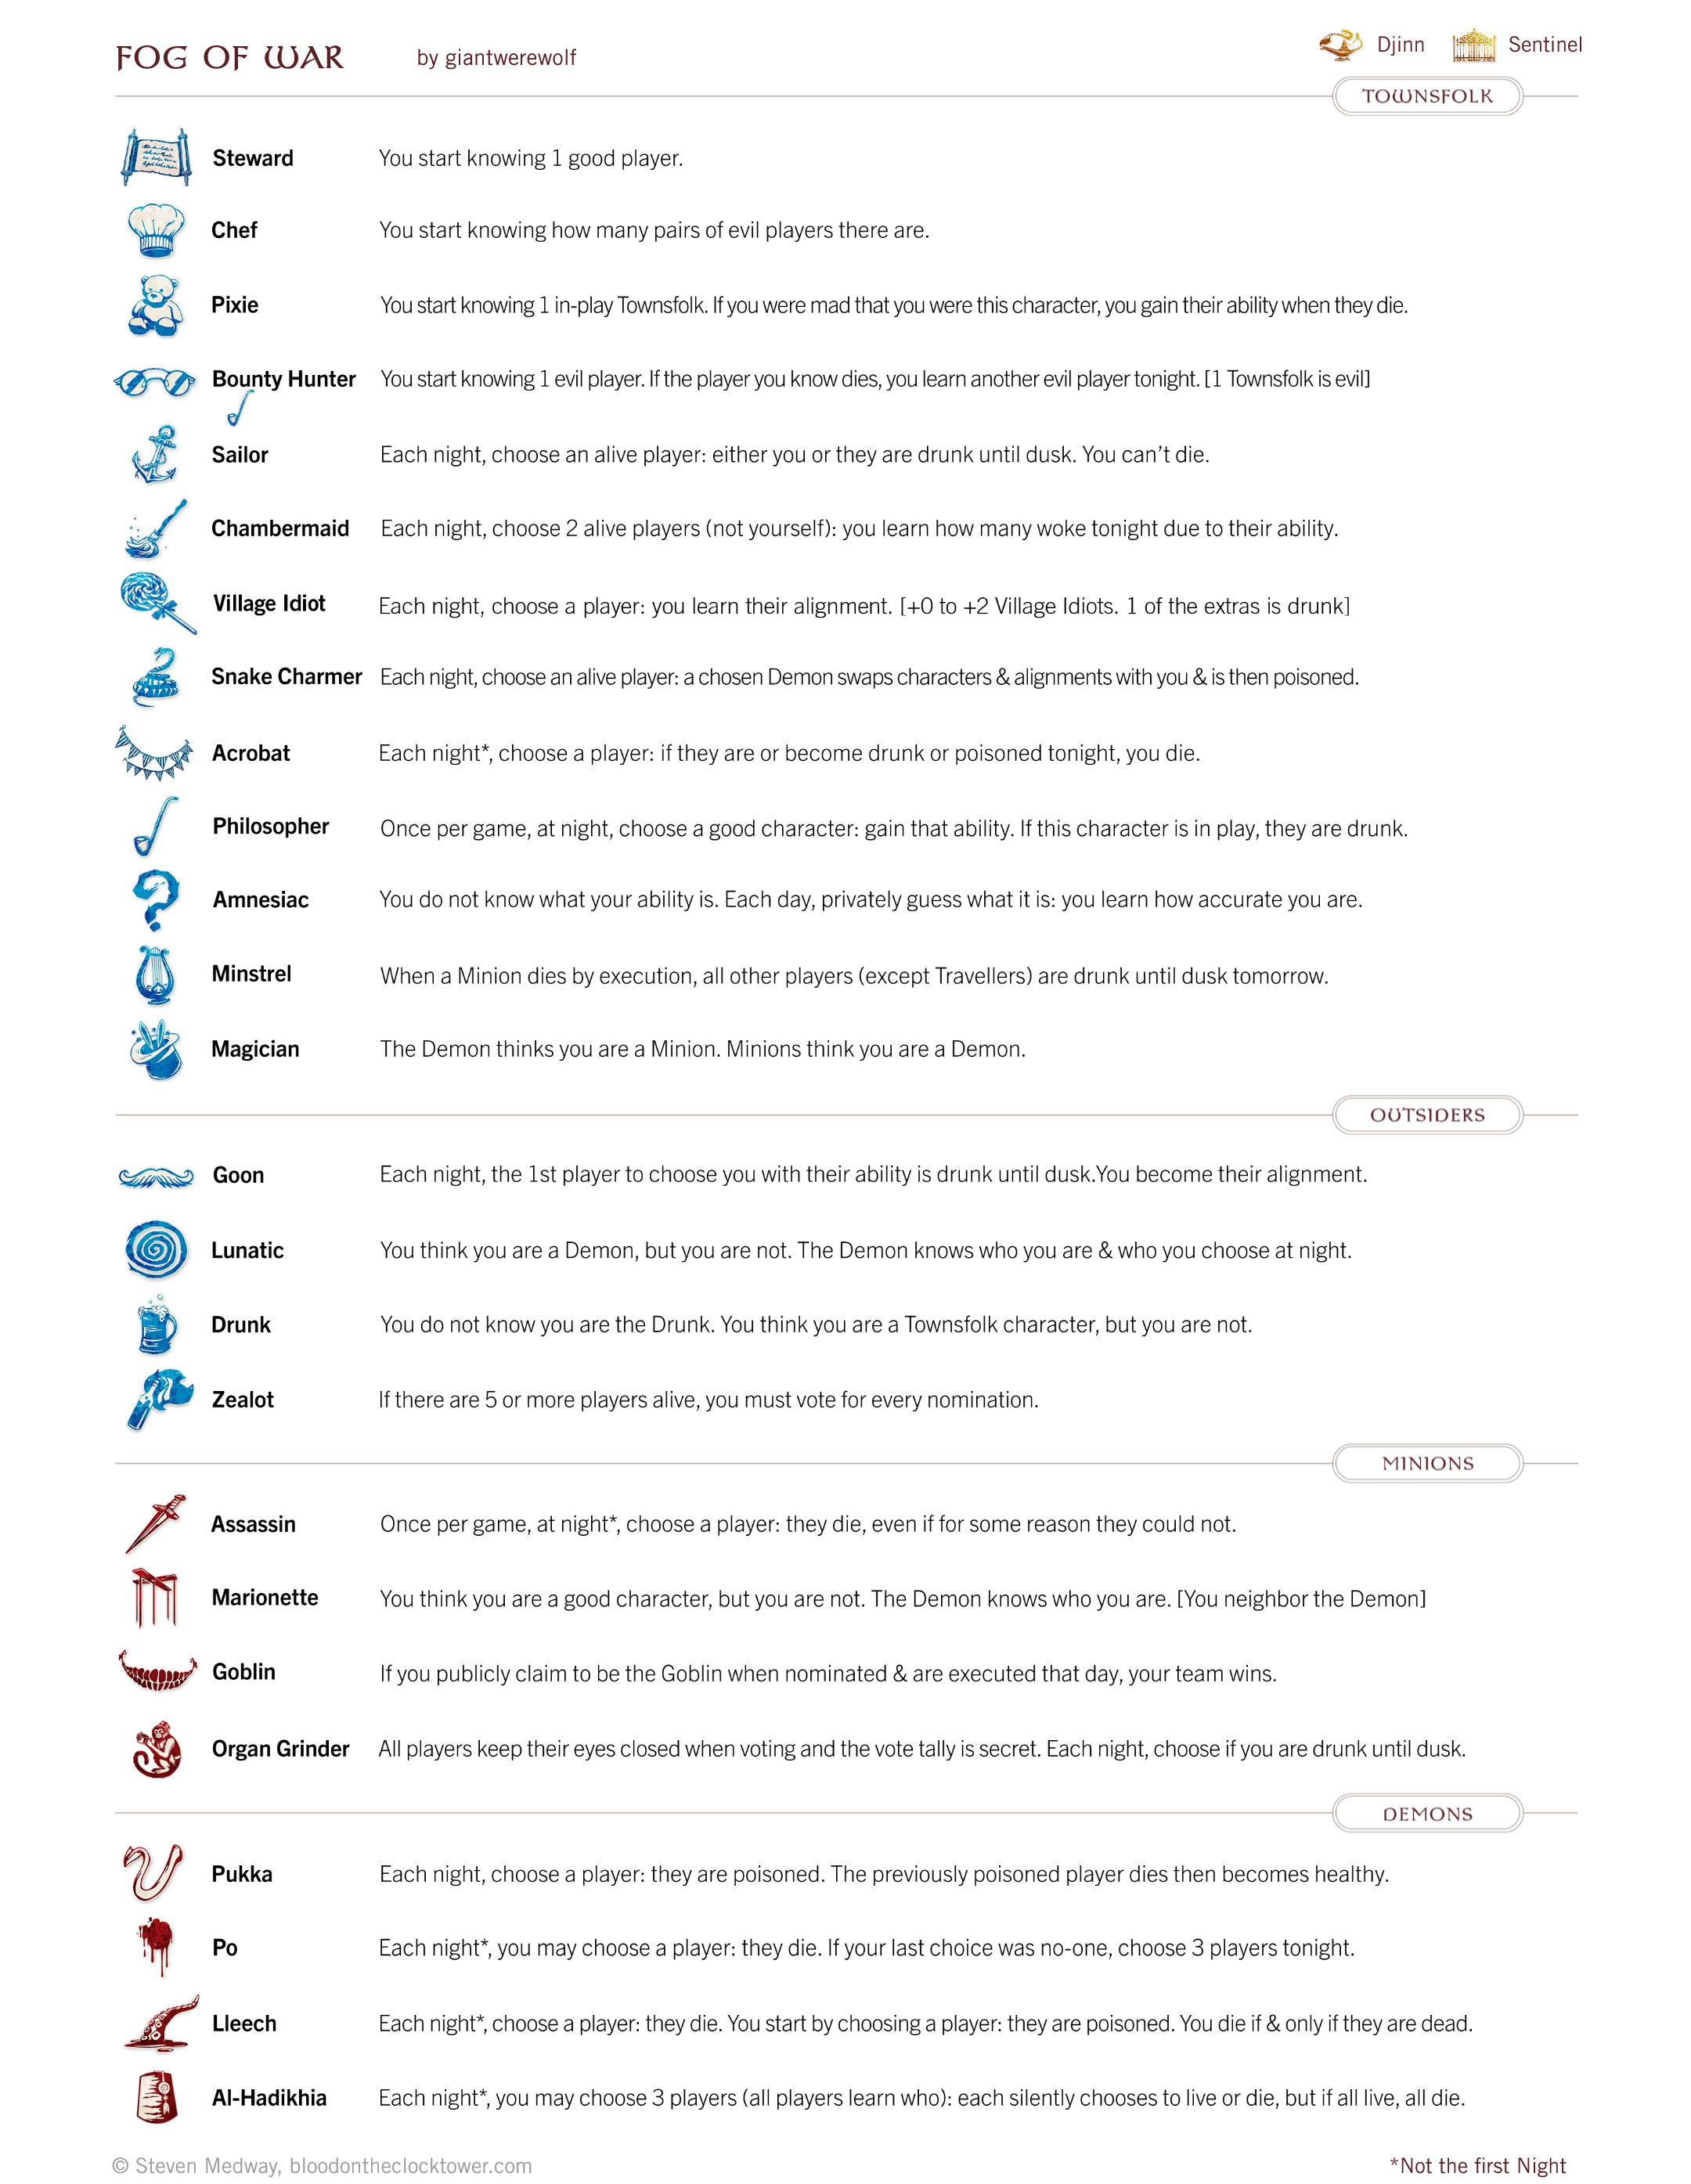 FOG OF WAR by giantwerewolf Djinn Sentinel
TOWNSFOLK
Steward You start knowing 1 good player.
Chef You start knowing how many pairs of evil players there are.
Pixie You start knowing 1 in-play Townsfolk. If you were mad that you were this character, you gain their ability when they die.
Bounty Hunter You start knowing 1 evil player. If the player you know dies, you learn another evil player tonight. [1 Townsfolk is evil]
Sailor Each night, choose an alive player: either you or they are drunk until dusk. You can't die.
Chambermaid Each night, choose 2 alive players (not yourself): you learn how many woke tonight due to their ability.
Village Idiot Each night, choose a player: you learn their alignment. [+0 to +2 Village Idiots. 1 of the extras is drunk]
Snake Charmer Each night, choose an alive player: a chosen Demon swaps characters & alignments with you & is then poisoned.
Acrobat Each night*, choose a player: if they are or become drunk or poisoned tonight, you die.
Philosopher Once per game, at night, choose a good character: gain that ability. If this character is in play, they are drunk.
Amnesiac You do not know what your ability is. Each day, privately guess what it is: you learn how accurate you are.
Minstrel When a Minion dies by execution, all other players (except Travellers) are drunk until dusk tomorrow.
Magician The Demon thinks you are a Minion. Minions think you are a Demon.
OUTSIDERS
Goon Each night, the 1st player to choose you with their ability is drunk until dusk.You become their alignment.
Lunatic You think you are a Demon, but you are not. The Demon knows who you are & who you choose at night.
Drunk You do not know you are the Drunk. You think you are a Townsfolk character, but you are not.
Zealot If there are 5 or more players alive, you must vote for every nomination.
MINIONS
Assassin Once per game, at night*, choose a player: they die, even if for some reason they could not.
Marionette You think you are a good character, but you are not. The Demon knows who you are. [You neighbor the Demon]
Goblin If you publicly claim to be the Goblin when nominated & are executed that day, your team wins.
Organ Grinder All players keep their eyes closed when voting and the vote tally is secret. Each night, choose if you are drunk until dusk.
DEMONS
Pukka Each night, choose a player: they are poisoned. The previously poisoned player dies then becomes healthy.
Po Each night*, you may choose a player: they die. If your last choice was no-one, choose 3 players tonight.
Lleech Each night*, choose a player: they die. You start by choosing a player: they are poisoned. You die if & only if they are dead.
Al-Hadikhia Each night*, you may choose 3 players (all players learn who): each silently chooses to live or die, but if all live, all die.
© Steven Medway, bloodontheclocktower.com *Not the first Night